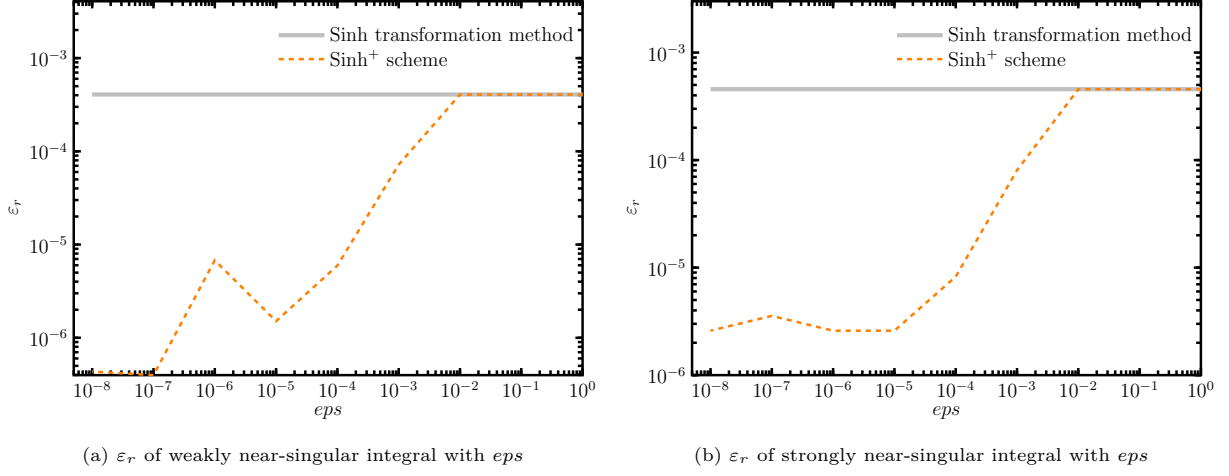 Sinh transformation method
Sinh⁺ scheme
10⁻³
10⁻⁴
10⁻⁵
10⁻⁶
εᵣ
10⁻⁸ 10⁻⁷ 10⁻⁶ 10⁻⁵ 10⁻⁴ 10⁻³ 10⁻² 10⁻¹ 10⁰
eps
(a) εᵣ of weakly near-singular integral with eps
Sinh transformation method
Sinh⁺ scheme
10⁻³
10⁻⁴
10⁻⁵
10⁻⁶
εᵣ
10⁻⁸ 10⁻⁷ 10⁻⁶ 10⁻⁵ 10⁻⁴ 10⁻³ 10⁻² 10⁻¹ 10⁰
eps
(b) εᵣ of strongly near-singular integral with eps